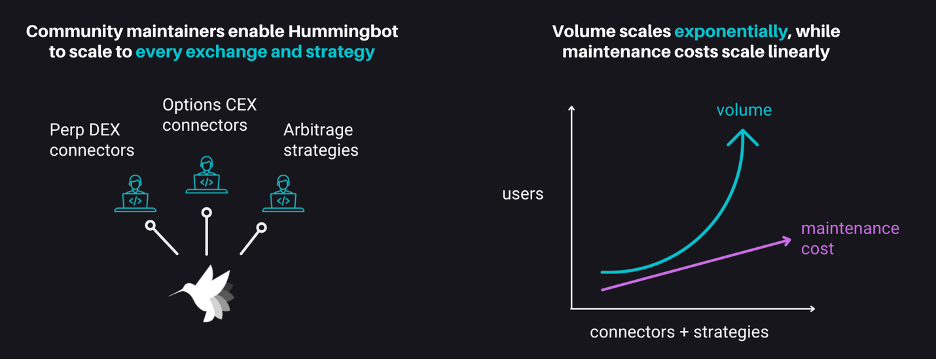 Community maintainers enable Hummingbot
to scale to every exchange and strategy
Perp DEX
connectors
Options CEX
connectors
Arbitrage
strategies
</>
</>
</>
Volume scales exponentially, while
maintenance costs scale linearly
volume
users
maintenance
cost
connectors + strategies